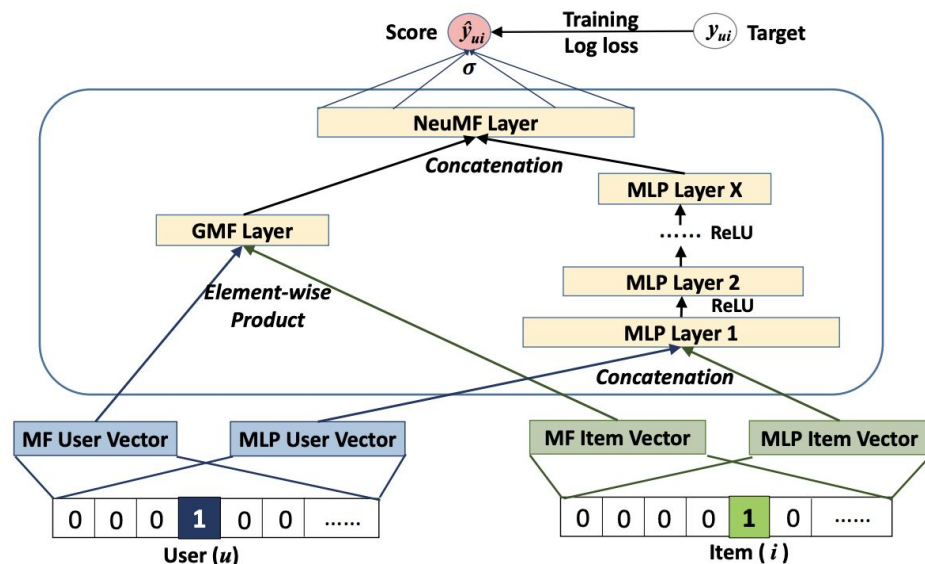 Score ŷui Training yui Target
Log loss
σ
NeuMF Layer
Concatenation
MLP Layer X
GMF Layer
...... ReLU
Element-wise
Product
MLP Layer 2
ReLU
MLP Layer 1
Concatenation
MF User Vector MLP User Vector MF Item Vector MLP Item Vector
0 0 0 1 0 0 ...... 0 0 0 0 1 0 ......
User (u) Item ( i )